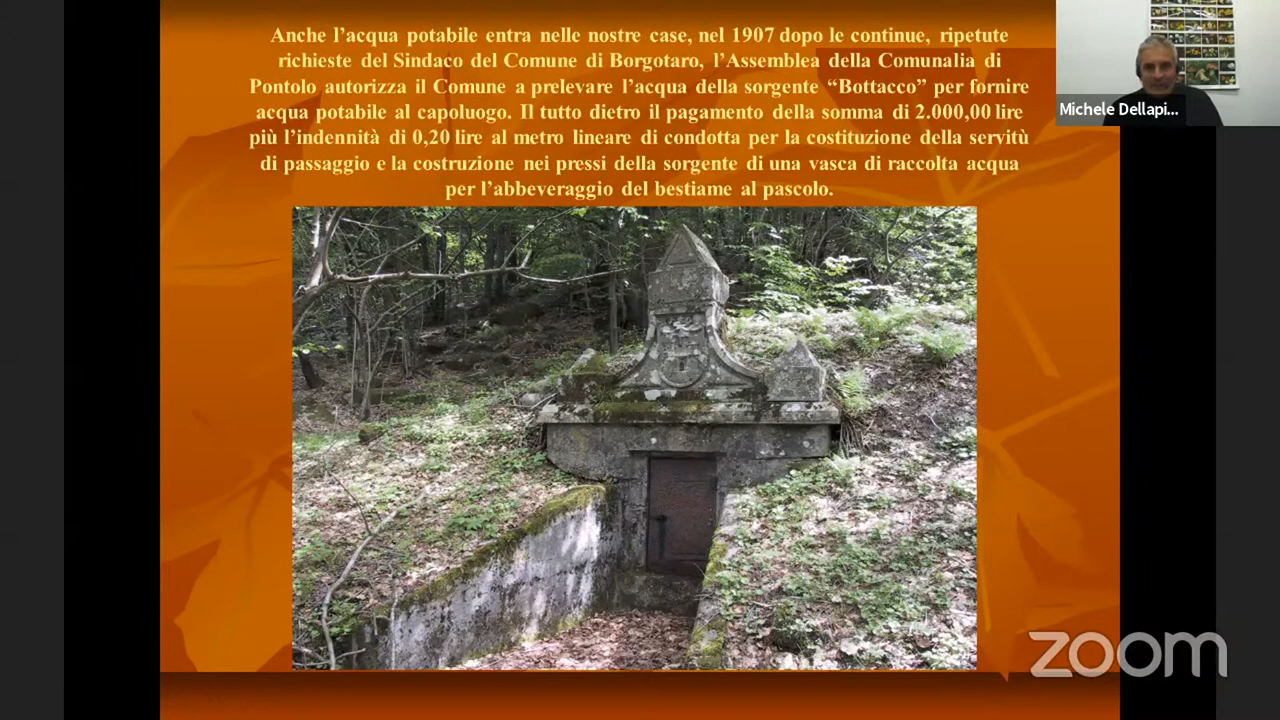 Anche l’acqua potabile entra nelle nostre case, nel 1907 dopo le continue, ripetute
richieste del Sindaco del Comune di Borgotaro, l’Assemblea della Comunalia di
Pontolo autorizza il Comune a prelevare l’acqua della sorgente “Bottacco” per fornire
acqua potabile al capoluogo. Il tutto dietro il pagamento della somma di 2.000,00 lire
più l’indennità di 0,20 lire al metro lineare di condotta per la costituzione della servitù
di passaggio e la costruzione nei pressi della sorgente di una vasca di raccolta acqua
per l’abbeveraggio del bestiame al pascolo.
Michele Dellapi...
zoom